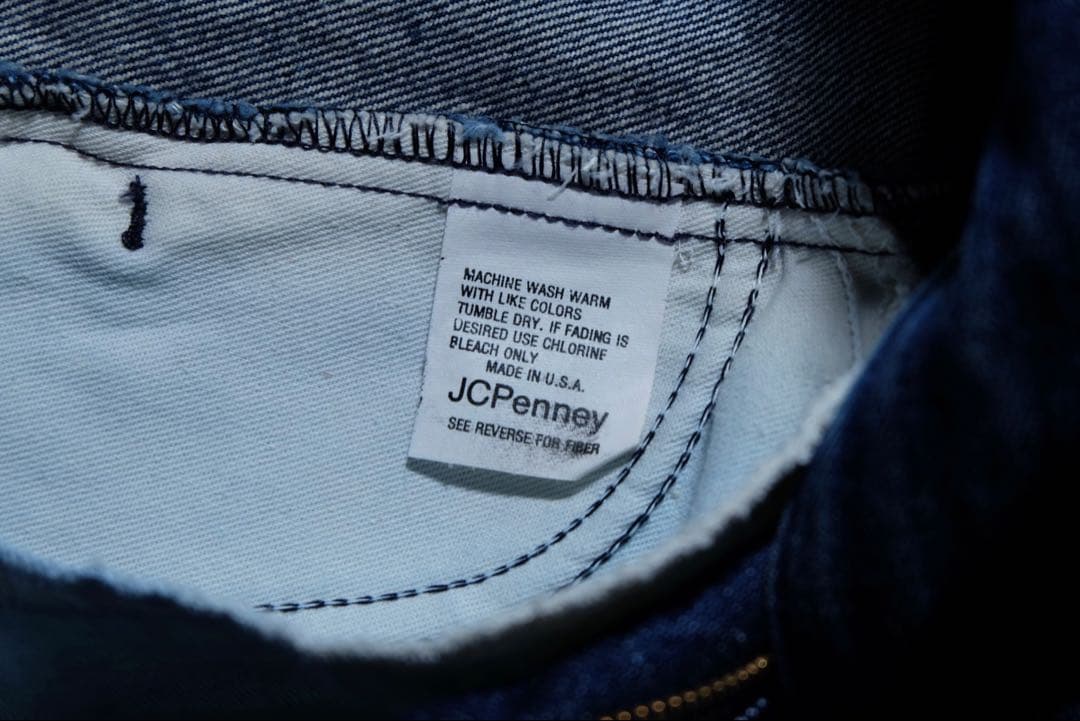 MACHINE WASH WARM
WITH LIKE COLORS
TUMBLE DRY. IF FADING IS
DESIRED USE CHLORINE
BLEACH ONLY
MADE IN U.S.A.
JCPenney
SEE REVERSE FOR FIBER